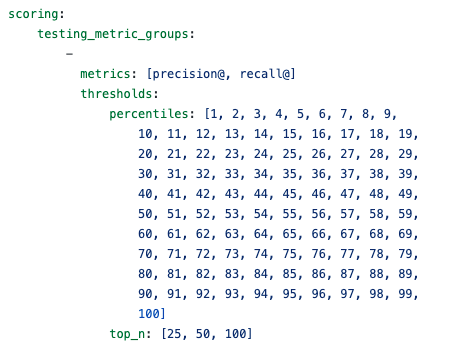 scoring:
    testing_metric_groups:
        -
          metrics: [precision@, recall@]
          thresholds:
              percentiles: [1, 2, 3, 4, 5, 6, 7, 8, 9,
                  10, 11, 12, 13, 14, 15, 16, 17, 18, 19,
                  20, 21, 22, 23, 24, 25, 26, 27, 28, 29,
                  30, 31, 32, 33, 34, 35, 36, 37, 38, 39,
                  40, 41, 42, 43, 44, 45, 46, 47, 48, 49,
                  50, 51, 52, 53, 54, 55, 56, 57, 58, 59,
                  60, 61, 62, 63, 64, 65, 66, 67, 68, 69,
                  70, 71, 72, 73, 74, 75, 76, 77, 78, 79,
                  80, 81, 82, 83, 84, 85, 86, 87, 88, 89,
                  90, 91, 92, 93, 94, 95, 96, 97, 98, 99,
                  100]
              top_n: [25, 50, 100]